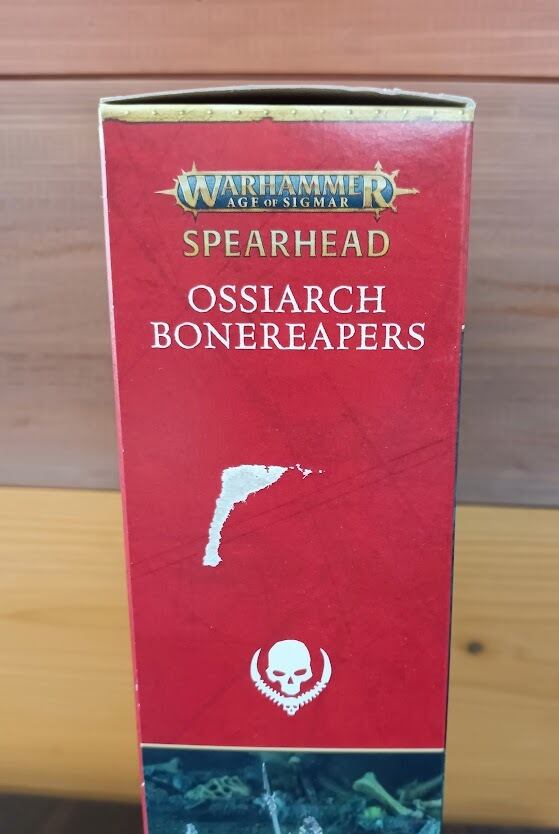 WARHAMMER
AGE OF SIGMAR
SPEARHEAD
OSSIARCH
BONEREAPERS